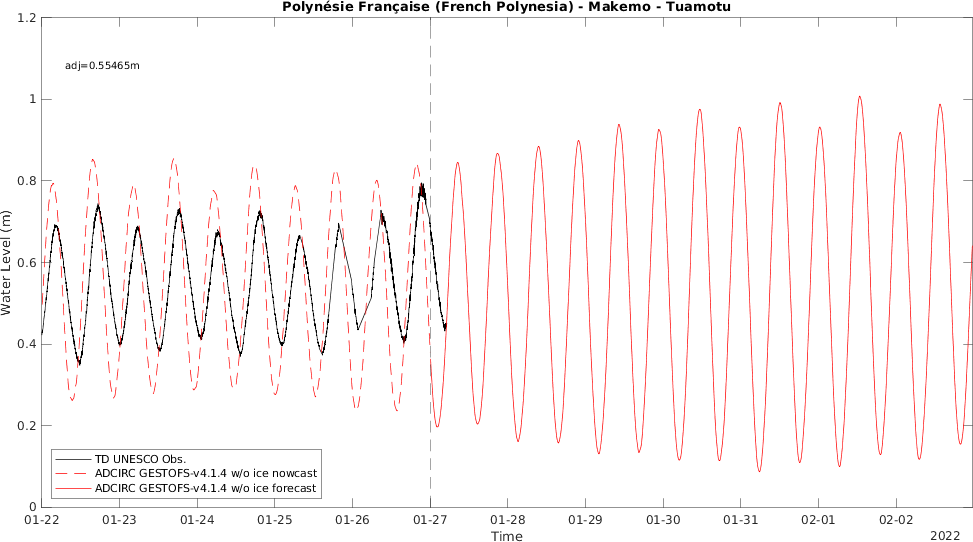 Polynésie Française (French Polynesia) - Makemo - Tuamotu
1.2
adj=0.55465m
1
0.8
0.6
0.4
0.2
0
Water Level (m)
TD UNESCO Obs.
ADCIRC GESTOFS-v4.1.4 w/o ice nowcast
ADCIRC GESTOFS-v4.1.4 w/o ice forecast
01-22 01-23 01-24 01-25 01-26 01-27 01-28 01-29 01-30 01-31 02-01 02-02
Time
2022